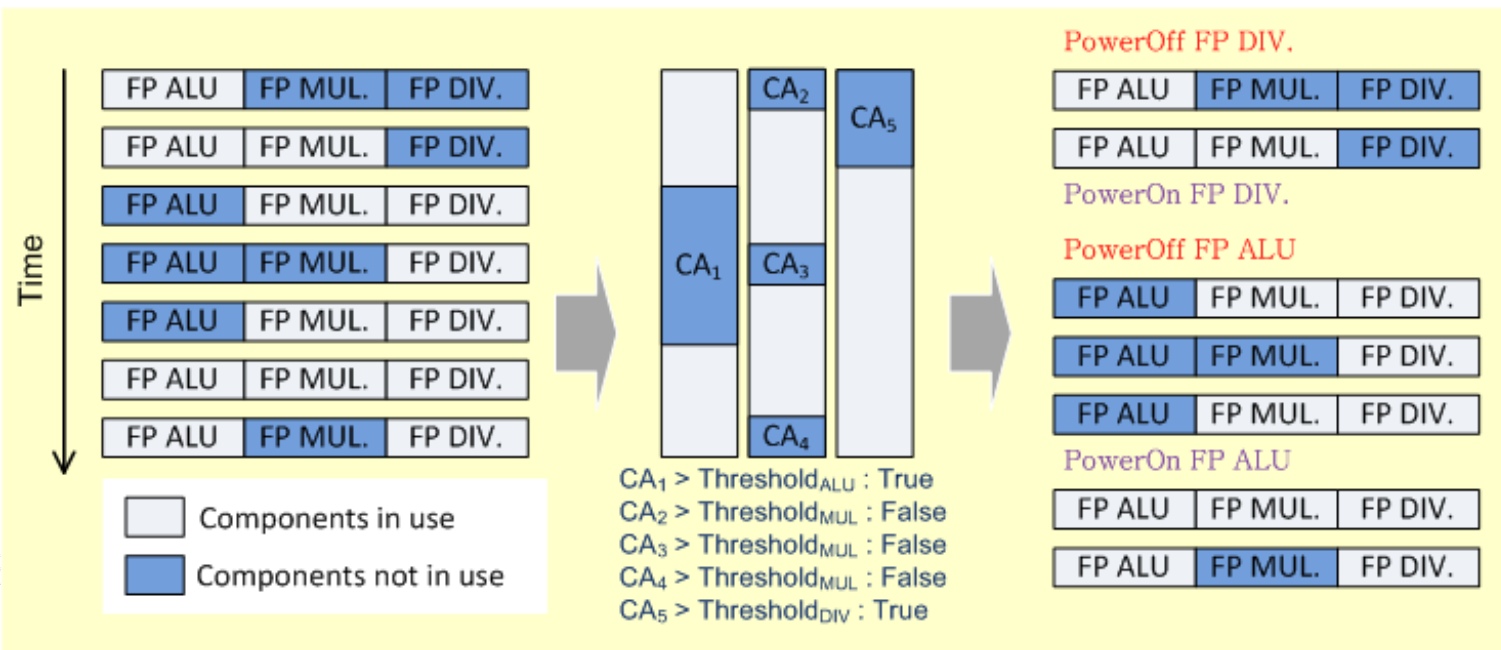 Time
FP ALU FP MUL. FP DIV.
FP ALU FP MUL. FP DIV.
FP ALU FP MUL. FP DIV.
FP ALU FP MUL. FP DIV.
FP ALU FP MUL. FP DIV.
FP ALU FP MUL. FP DIV.
FP ALU FP MUL. FP DIV.
Components in use
Components not in use
CA₁
CA₂
CA₃
CA₄
CA₅
CA₁ > Threshold_ALU : True
CA₂ > Threshold_MUL : False
CA₃ > Threshold_MUL : False
CA₄ > Threshold_MUL : False
CA₅ > Threshold_DIV : True
PowerOff FP DIV.
FP ALU FP MUL. FP DIV.
FP ALU FP MUL. FP DIV.
PowerOn FP DIV.
PowerOff FP ALU
FP ALU FP MUL. FP DIV.
FP ALU FP MUL. FP DIV.
FP ALU FP MUL. FP DIV.
PowerOn FP ALU
FP ALU FP MUL. FP DIV.
FP ALU FP MUL. FP DIV.